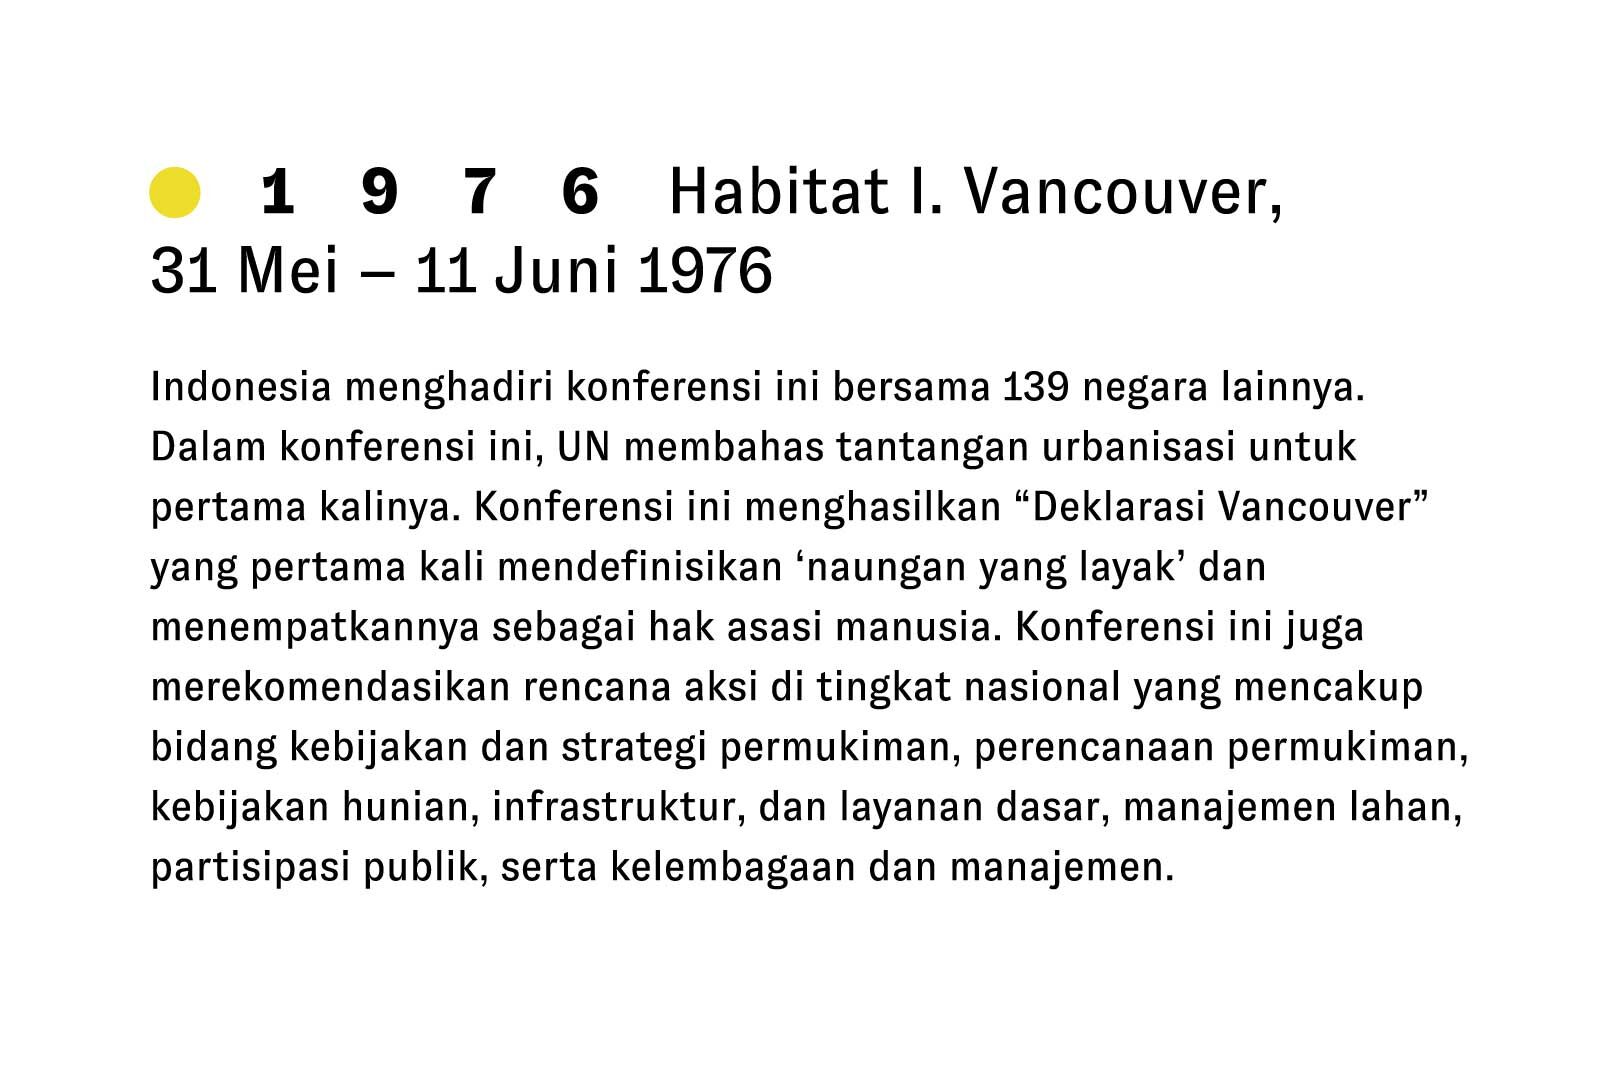 1 9 7 6 Habitat I. Vancouver,
31 Mei – 11 Juni 1976
Indonesia menghadiri konferensi ini bersama 139 negara lainnya.
Dalam konferensi ini, UN membahas tantangan urbanisasi untuk
pertama kalinya. Konferensi ini menghasilkan “Deklarasi Vancouver”
yang pertama kali mendefinisikan ‘naungan yang layak’ dan
menempatkannya sebagai hak asasi manusia. Konferensi ini juga
merekomendasikan rencana aksi di tingkat nasional yang mencakup
bidang kebijakan dan strategi permukiman, perencanaan permukiman,
kebijakan hunian, infrastruktur, dan layanan dasar, manajemen lahan,
partisipasi publik, serta kelembagaan dan manajemen.